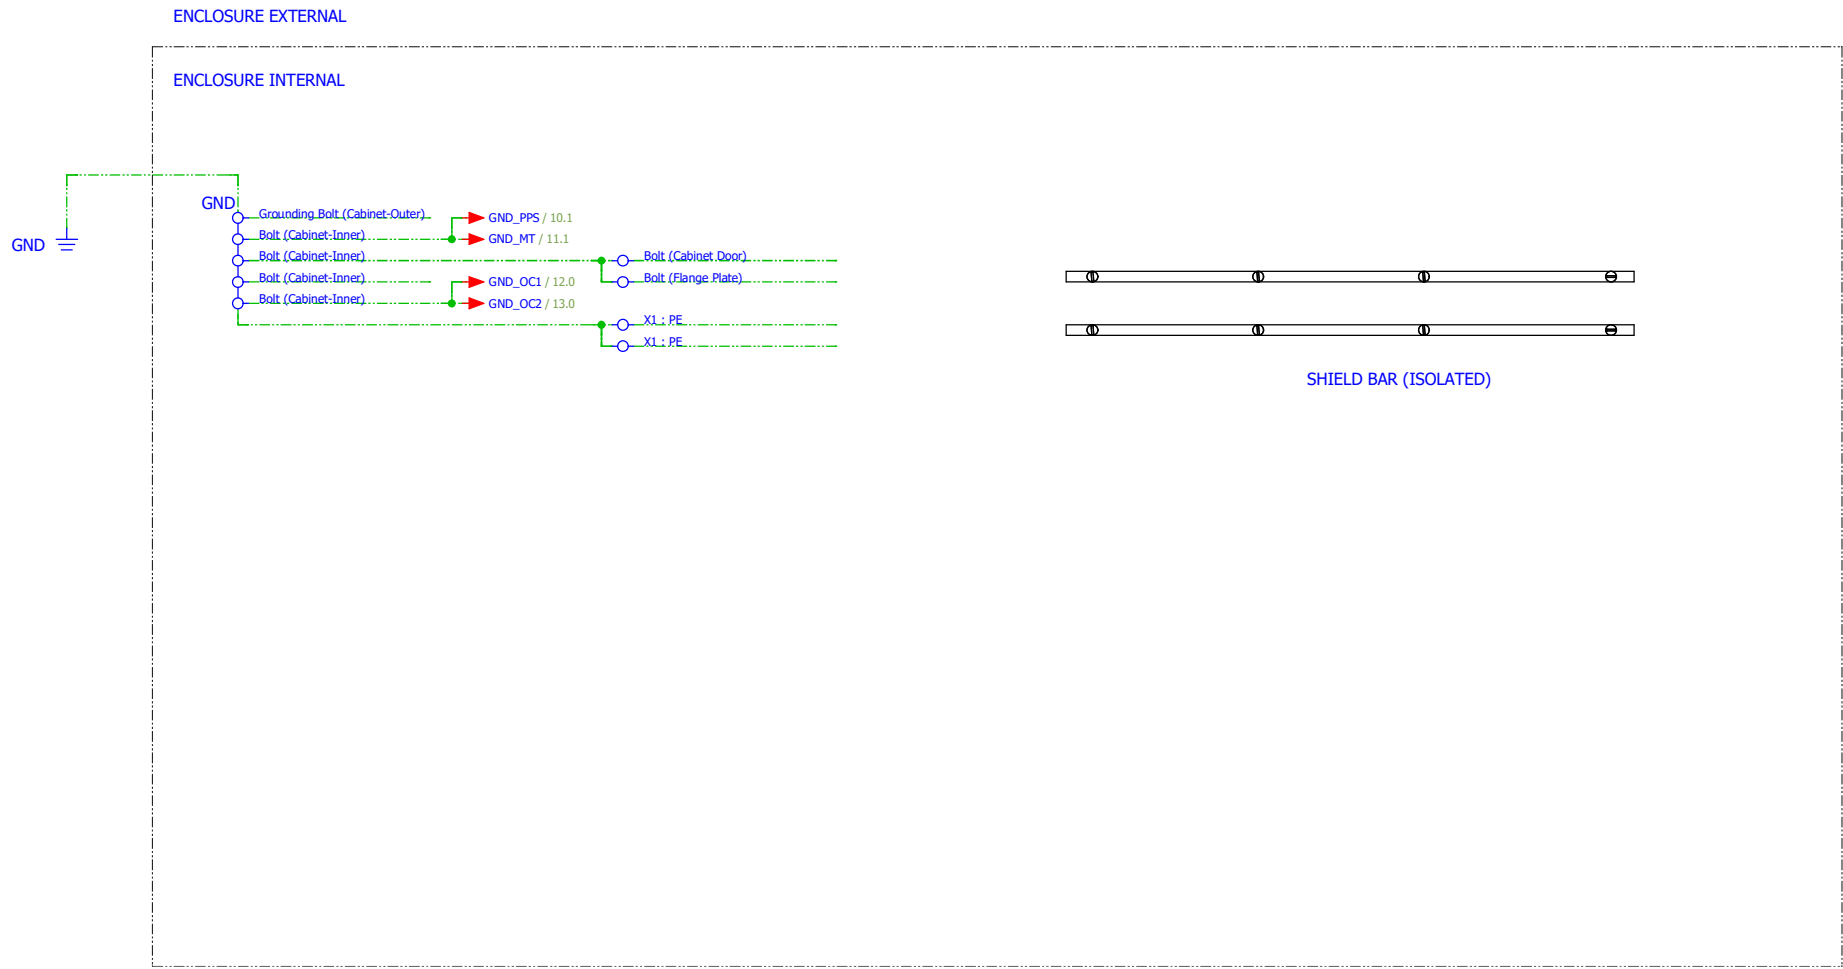 ENCLOSURE EXTERNAL
ENCLOSURE INTERNAL
GND
GND
Grounding Bolt (Cabinet-Outer)
GND_PPS / 10.1
Bolt (Cabinet-Inner)
GND_MT / 11.1
Bolt (Cabinet-Inner)
Bolt (Cabinet Door)
Bolt (Cabinet-Inner)
GND_OC1 / 12.0
Bolt (Flange Plate)
Bolt (Cabinet-Inner)
GND_OC2 / 13.0
X1 : PE
X1 : PE
SHIELD BAR (ISOLATED)